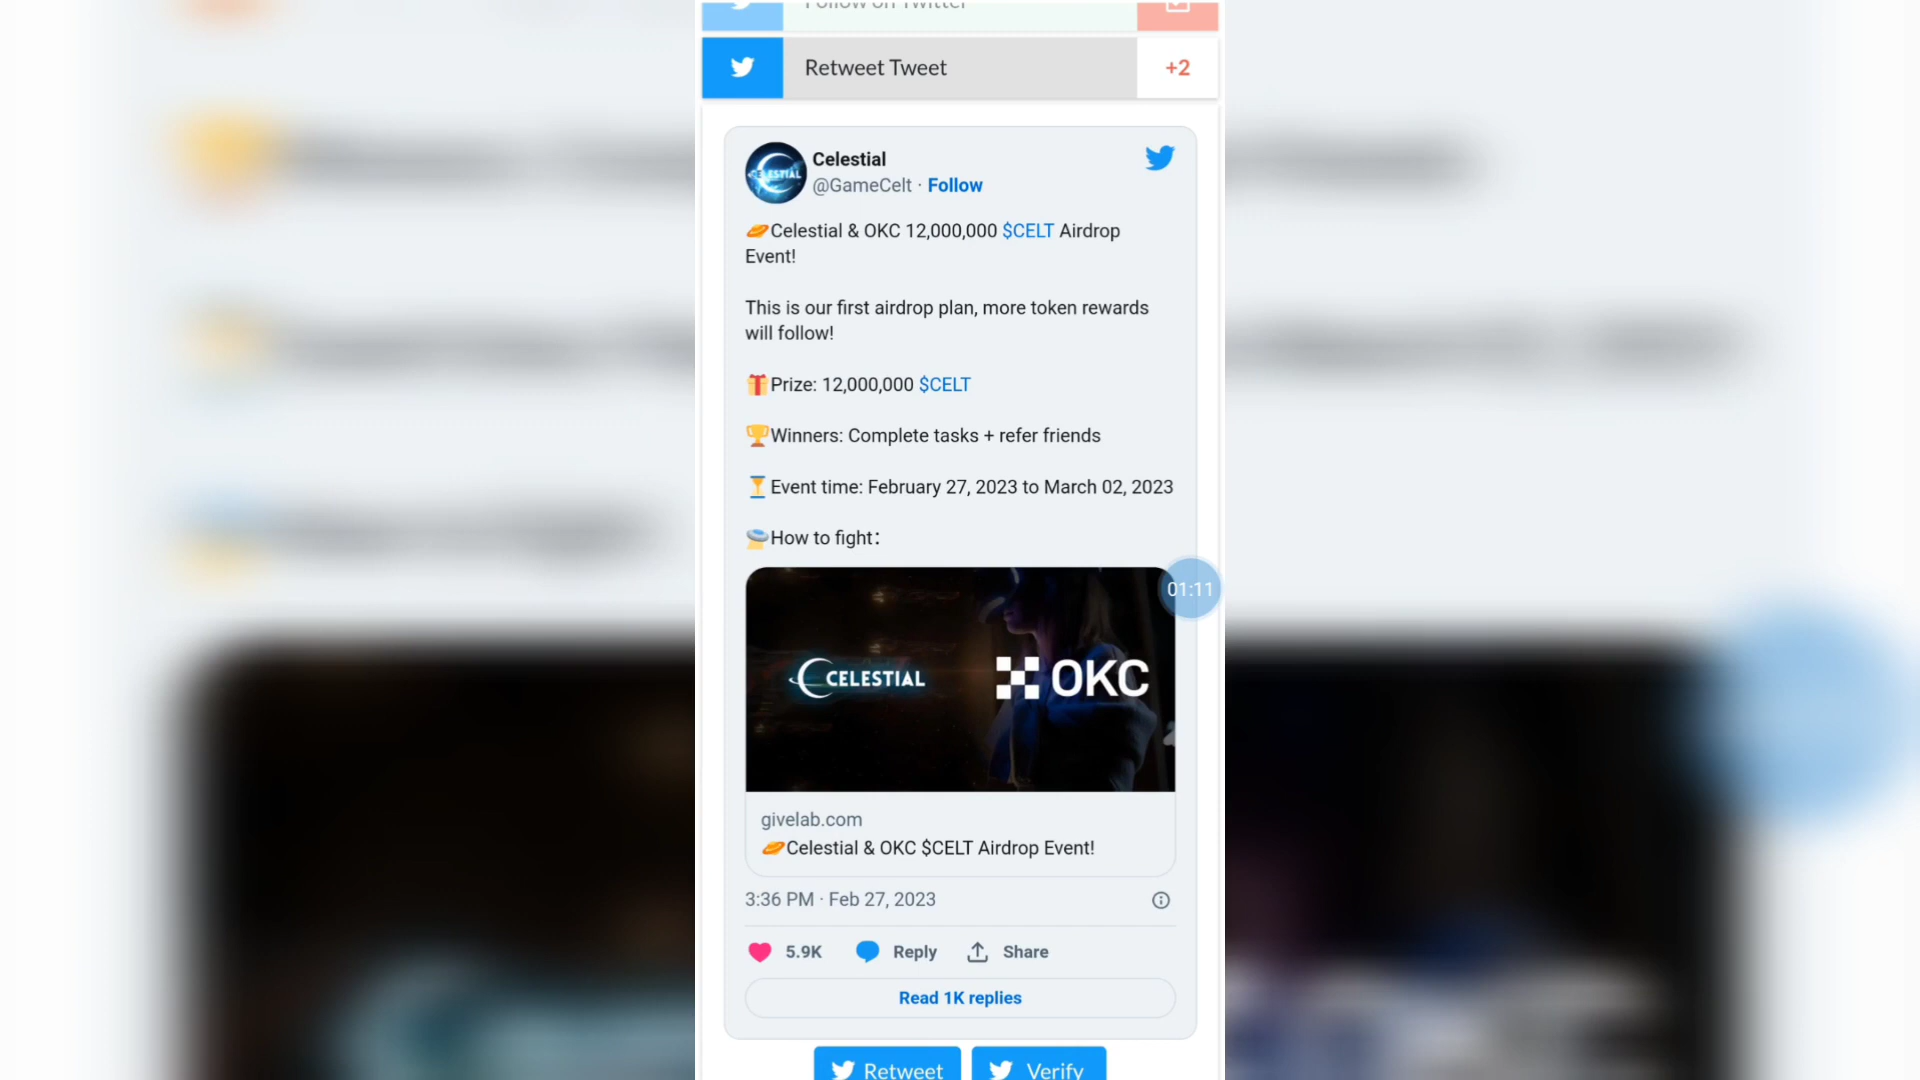 Follow on Twitter
Retweet Tweet
+2
Celestial
@GameCelt · Follow
Celestial & OKC 12,000,000 $CELT Airdrop
Event!
This is our first airdrop plan, more token rewards
will follow!
Prize: 12,000,000 $CELT
Winners: Complete tasks + refer friends
Event time: February 27, 2023 to March 02, 2023
How to fight：
01:11
CELESTIAL
OKC
givelab.com
Celestial & OKC $CELT Airdrop Event!
3:36 PM · Feb 27, 2023
5.9K
Reply
Share
Read 1K replies
Retweet
Verify